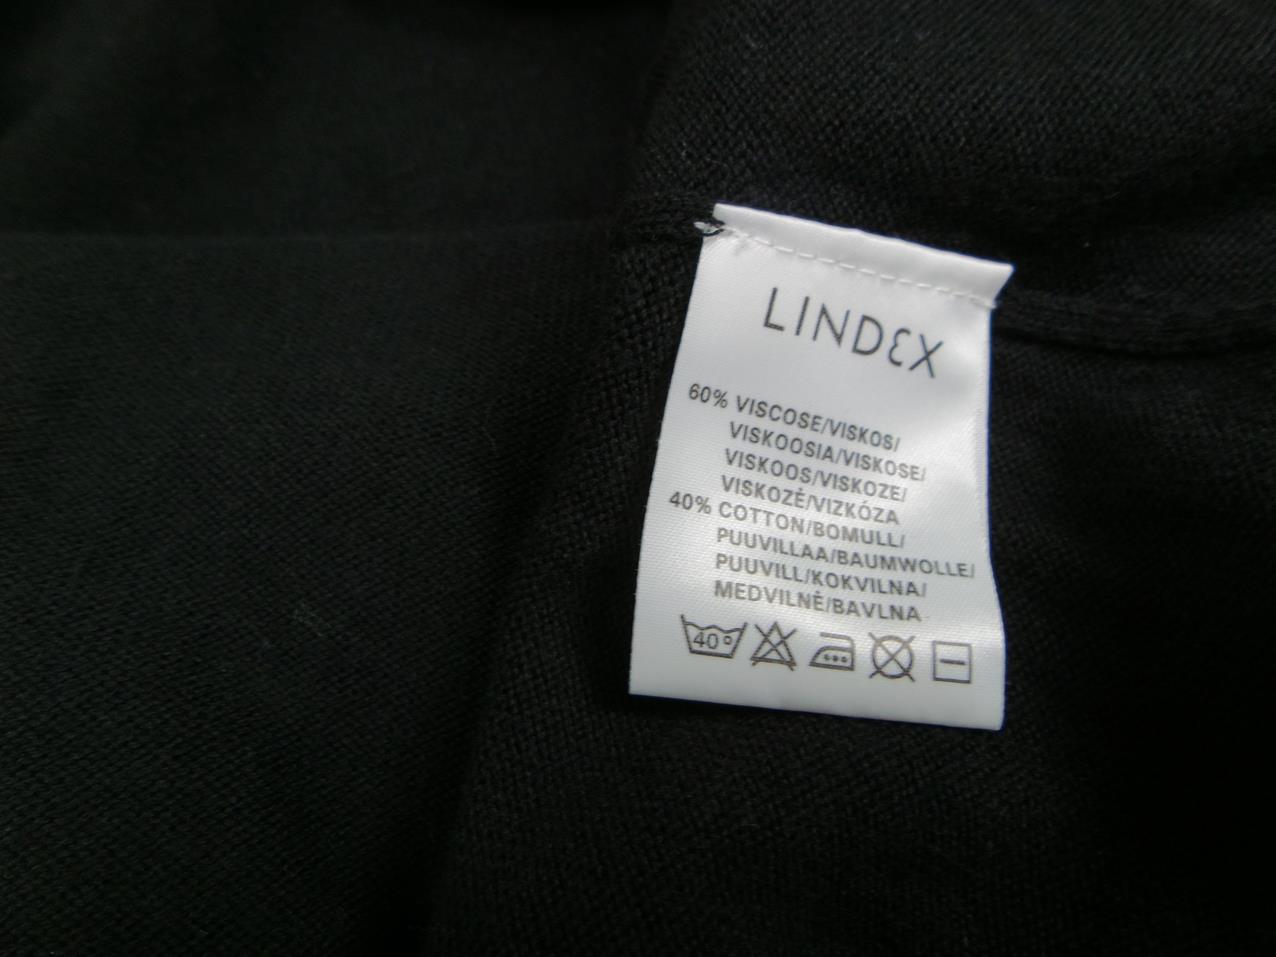 LINDEX
60% VISCOSE/VISKOS/
VISKOOSIA/VISKOSE/
VISKOOS/VISKOZE/
VISKOZĖ/VIZKÓZA
40% COTTON/BOMULL/
PUUVILLAA/BAUMWOLLE/
PUUVILL/KOKVILNA/
MEDVILNĖ/BAVLNA
40°